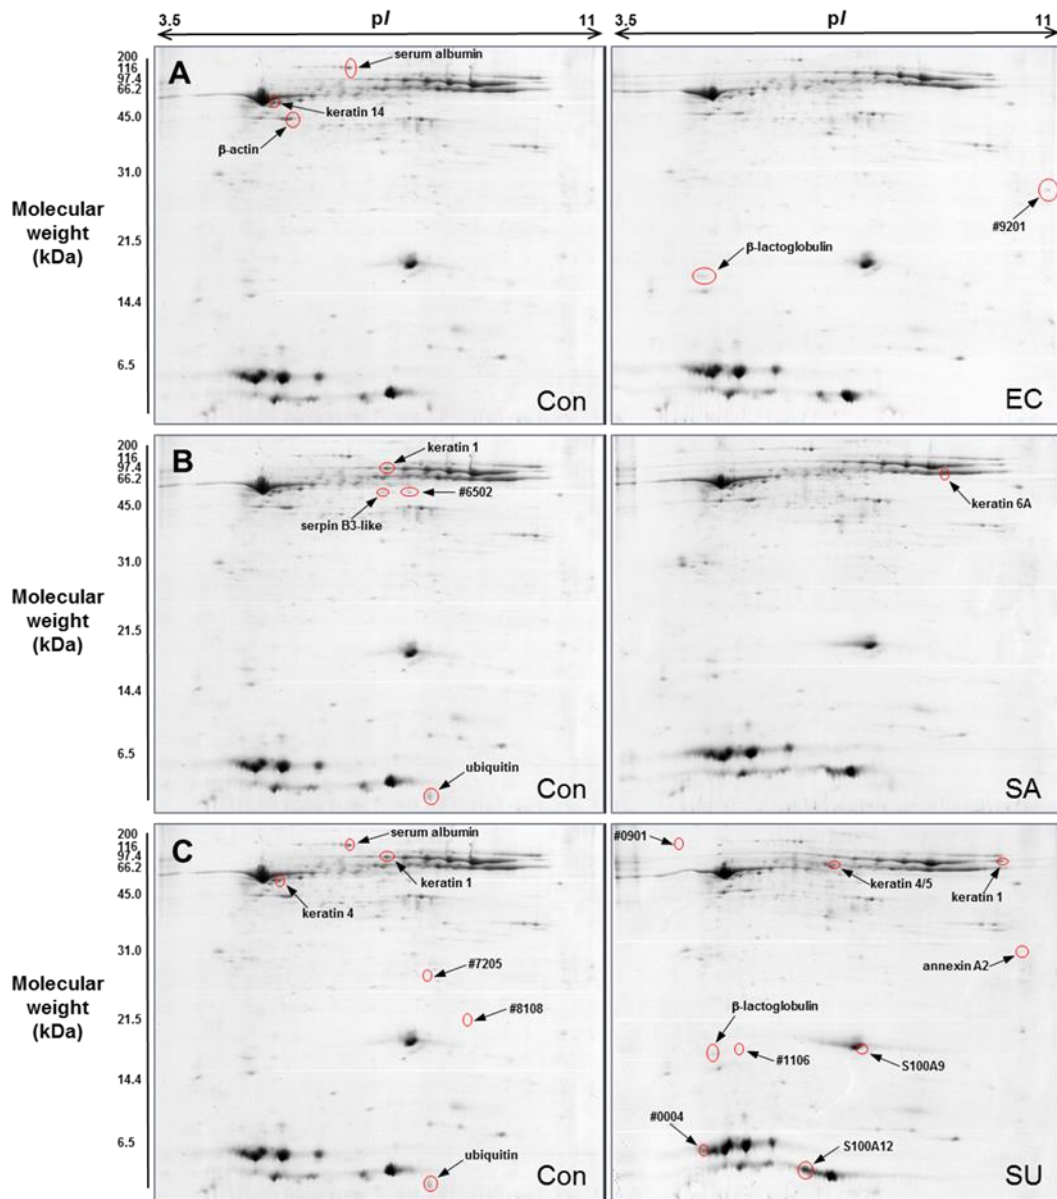 3.5 pI 11 3.5 pI 11
A
200
116
97.4
66.2
45.0
31.0
21.5
14.4
6.5
Molecular
weight
(kDa)
serum albumin
keratin 14
β-actin
Con
#9201
β-lactoglobulin
EC
B
200
116
97.4
66.2
45.0
31.0
21.5
14.4
6.5
Molecular
weight
(kDa)
keratin 1
#6502
serpin B3-like
ubiquitin
Con
keratin 6A
SA
C
200
116
97.4
66.2
45.0
31.0
21.5
14.4
6.5
Molecular
weight
(kDa)
serum albumin
keratin 1
keratin 4
#7205
#8108
ubiquitin
Con
#0901
keratin 4/5
keratin 1
annexin A2
β-lactoglobulin
#1106
S100A9
#0004
S100A12
SU